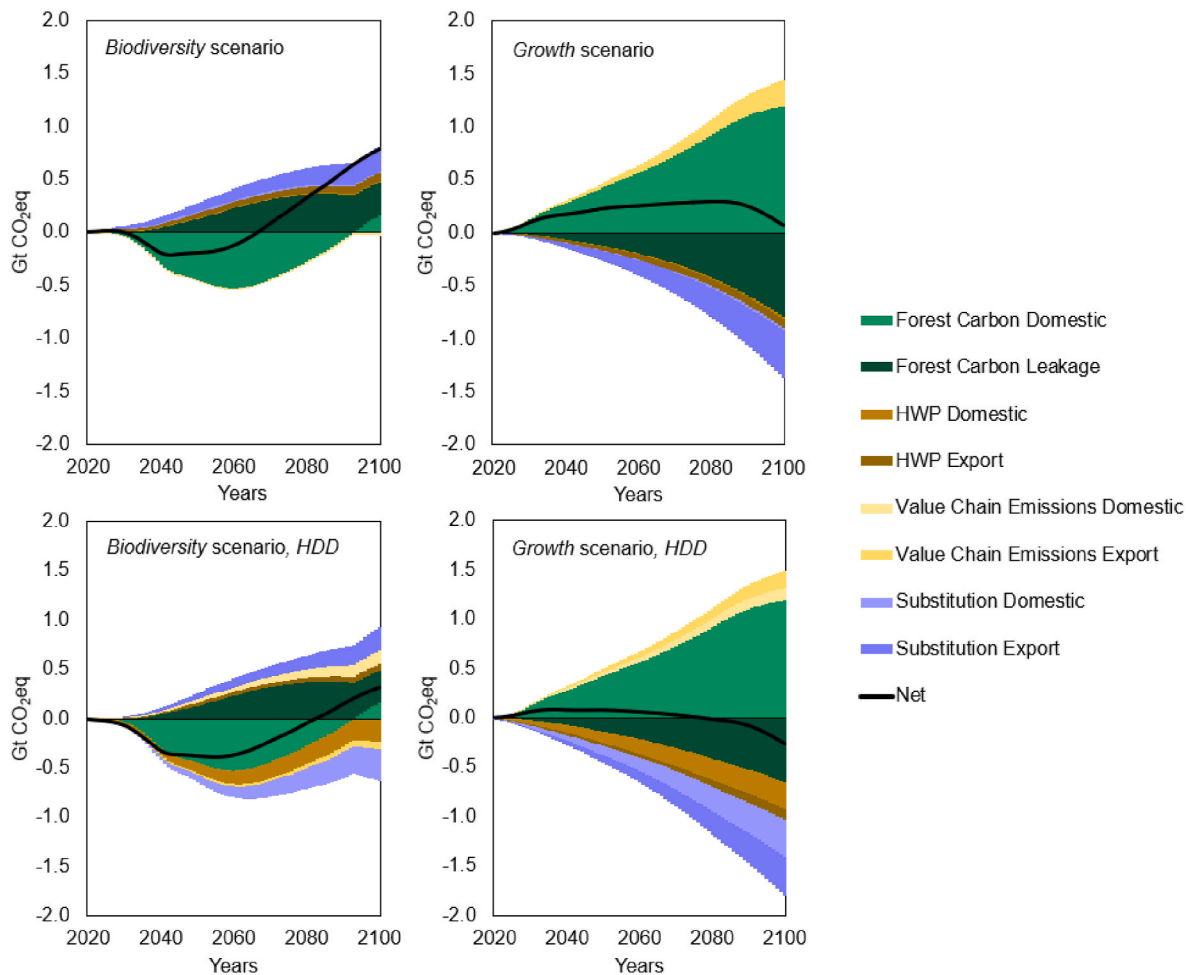 Biodiversity scenario
2.0
1.5
1.0
0.5
0.0
-0.5
-1.0
-1.5
-2.0
Gt CO₂eq
2020 2040 2060 2080 2100
Years
Growth scenario
2.0
1.5
1.0
0.5
0.0
-0.5
-1.0
-1.5
-2.0
Gt CO₂eq
2020 2040 2060 2080 2100
Years
Biodiversity scenario, HDD
2.0
1.5
1.0
0.5
0.0
-0.5
-1.0
-1.5
-2.0
Gt CO₂eq
2020 2040 2060 2080 2100
Years
Growth scenario, HDD
2.0
1.5
1.0
0.5
0.0
-0.5
-1.0
-1.5
-2.0
Gt CO₂eq
2020 2040 2060 2080 2100
Years
Forest Carbon Domestic
Forest Carbon Leakage
HWP Domestic
HWP Export
Value Chain Emissions Domestic
Value Chain Emissions Export
Substitution Domestic
Substitution Export
Net